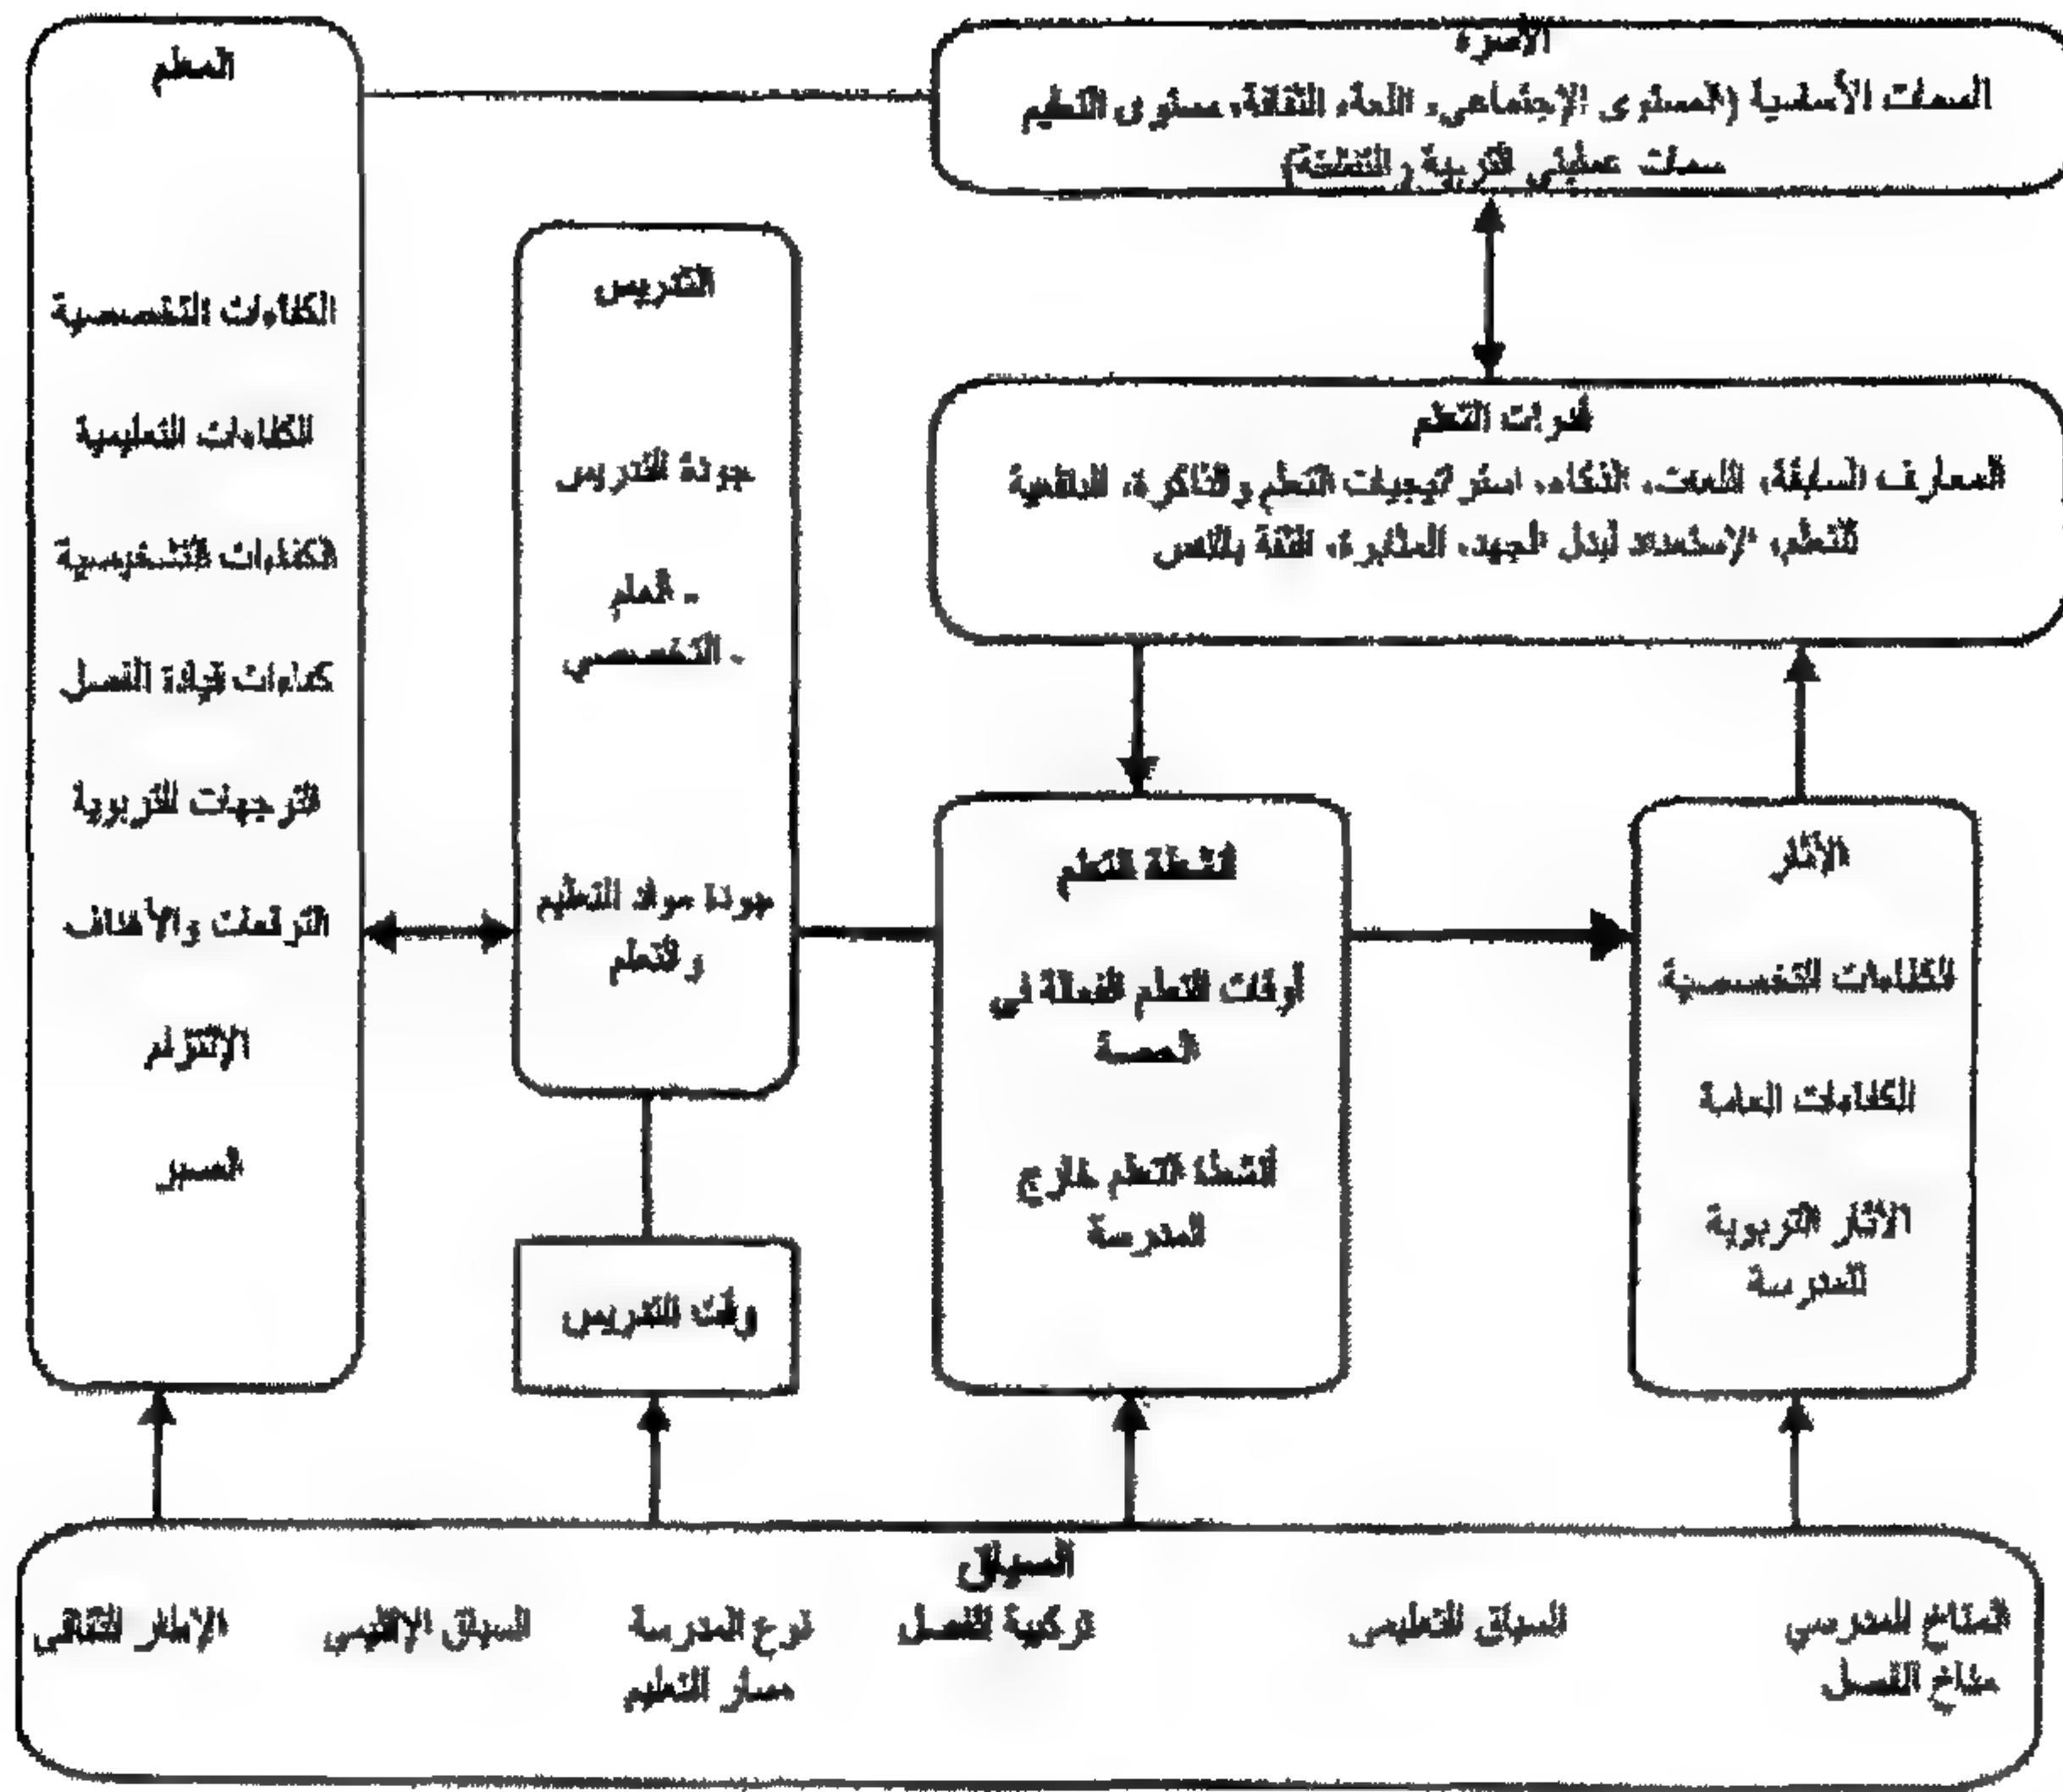 الأسرة
السمات الأساسية (المستوى الإجتماعي، اللغة، الثقافة، مستوى التعليم
سمات عمليتي التربية و التنشئة)
قدرات التعلم
المعارف السابقة، اللغات، الذكاء، استراتيجيات التعلم والذاكرة، الدافعية
للتعلم، الإستعداد لبذل الجهد، المثابرة، الثقة بالنفس
المعلم
الكفاءات التخصصية
الكفاءات التعليمية
الكفاءات التشخيصية
كفاءات قيادة الفصل
التوجهات التربوية
التوقعات والأهداف
الإلتزام
الصبر
التدريس
جودة التدريس
- العام
- التخصصي
جودة مواد التعليم
والتعلم
وقت التدريس
أنشطة التعلم
أوقات التعلم الفعالة في
الحصة
أنشطة التعلم خارج
المدرسة
الآثار
الكفاءات التخصصية
الكفاءات العامة
الآثار التربوية
للمدرسة
السياق
المناخ المدرسي
مناخ الفصل
السياق التعليمي
تركيبة الفصل
نوع المدرسة
مسار التعليم
السياق الإقليمي
الإطار الثقافي